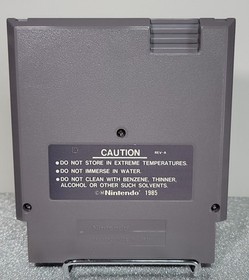 CAUTION REV-A
• DO NOT STORE IN EXTREME TEMPERATURES.
• DO NOT IMMERSE IN WATER.
• DO NOT CLEAN WITH BENZENE, THINNER,
ALCOHOL OR OTHER SUCH SOLVENTS.
Nintendo 1985